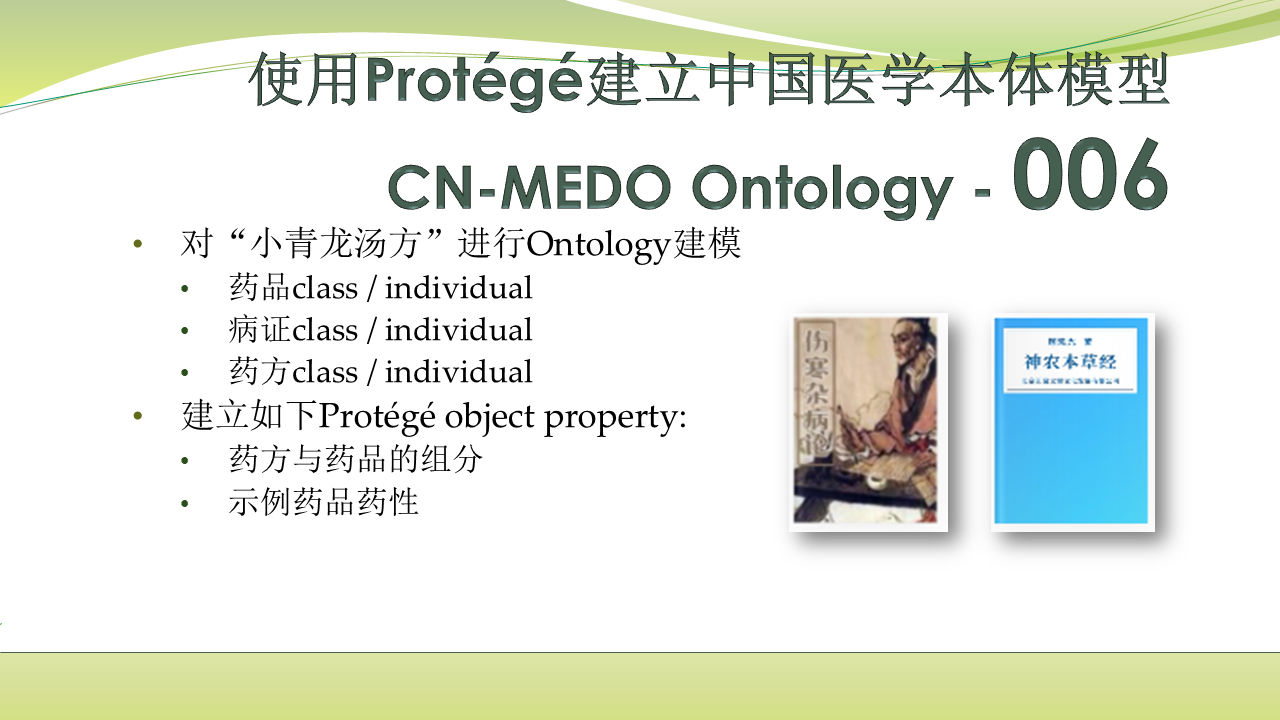 使用Protégé建立中国医学本体模型
CN-MEDO Ontology - 006
• 对“小青龙汤方”进行Ontology建模
• 药品class / individual
• 病证class / individual
• 药方class / individual
• 建立如下Protégé object property:
• 药方与药品的组分
• 示例药品药性
伤寒杂病论
神农本草经